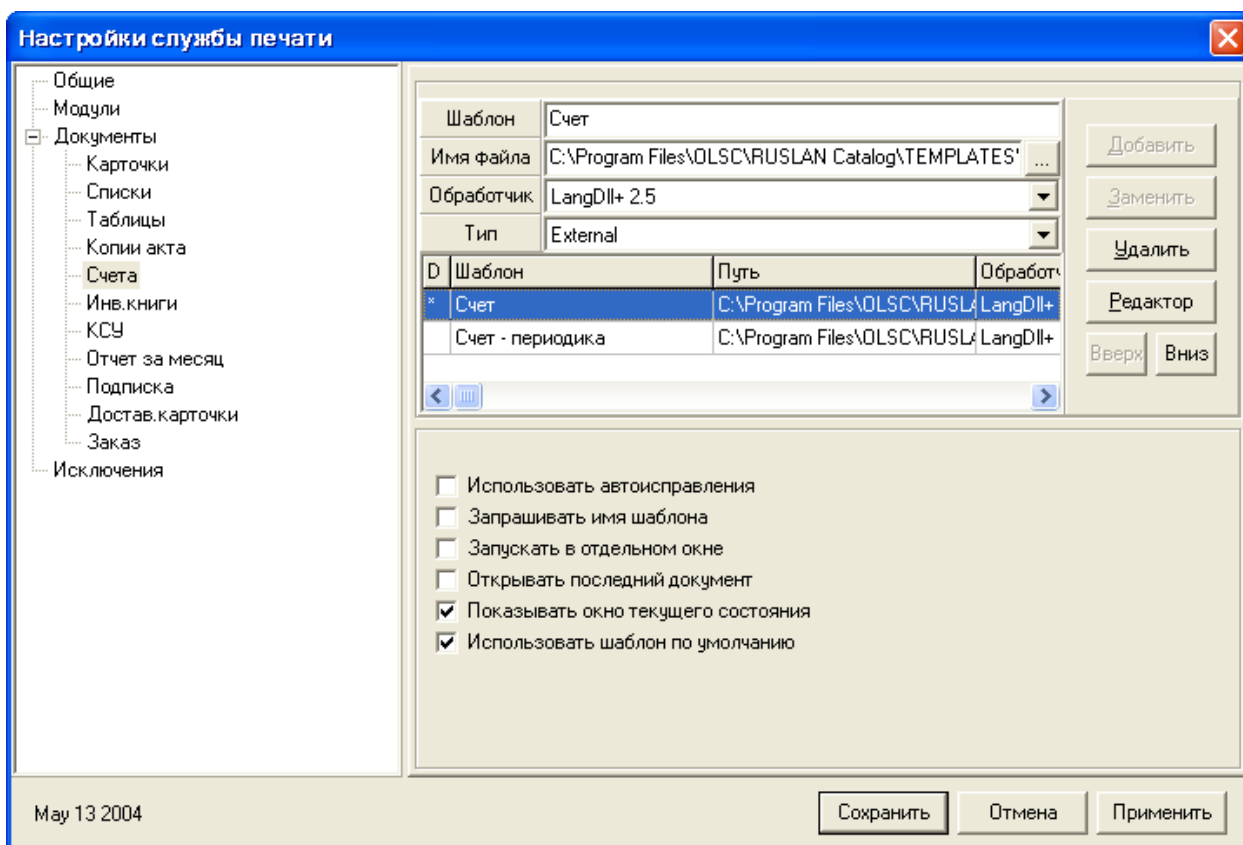 Настройки службы печати
Общие
Модули
Документы
Карточки
Списки
Таблицы
Копии акта
Счета
Инв.книги
КСУ
Отчет за месяц
Подписка
Достав.карточки
Заказ
Исключения
Шаблон Счет
Имя файла C:\Program Files\OLSC\RUSLAN Catalog\TEMPLATES' ...
Обработчик LangDll+ 2.5
Тип External
D Шаблон Путь Обработч
* Счет C:\Program Files\OLSC\RUSLA LangDll+
Счет - периодика C:\Program Files\OLSC\RUSLA LangDll+
Добавить
Заменить
Удалить
Редактор
Вверх Вниз
Использовать автоисправления
Запрашивать имя шаблона
Запускать в отдельном окне
Открывать последний документ
Показывать окно текущего состояния
Использовать шаблон по умолчанию
May 13 2004
Сохранить Отмена Применить